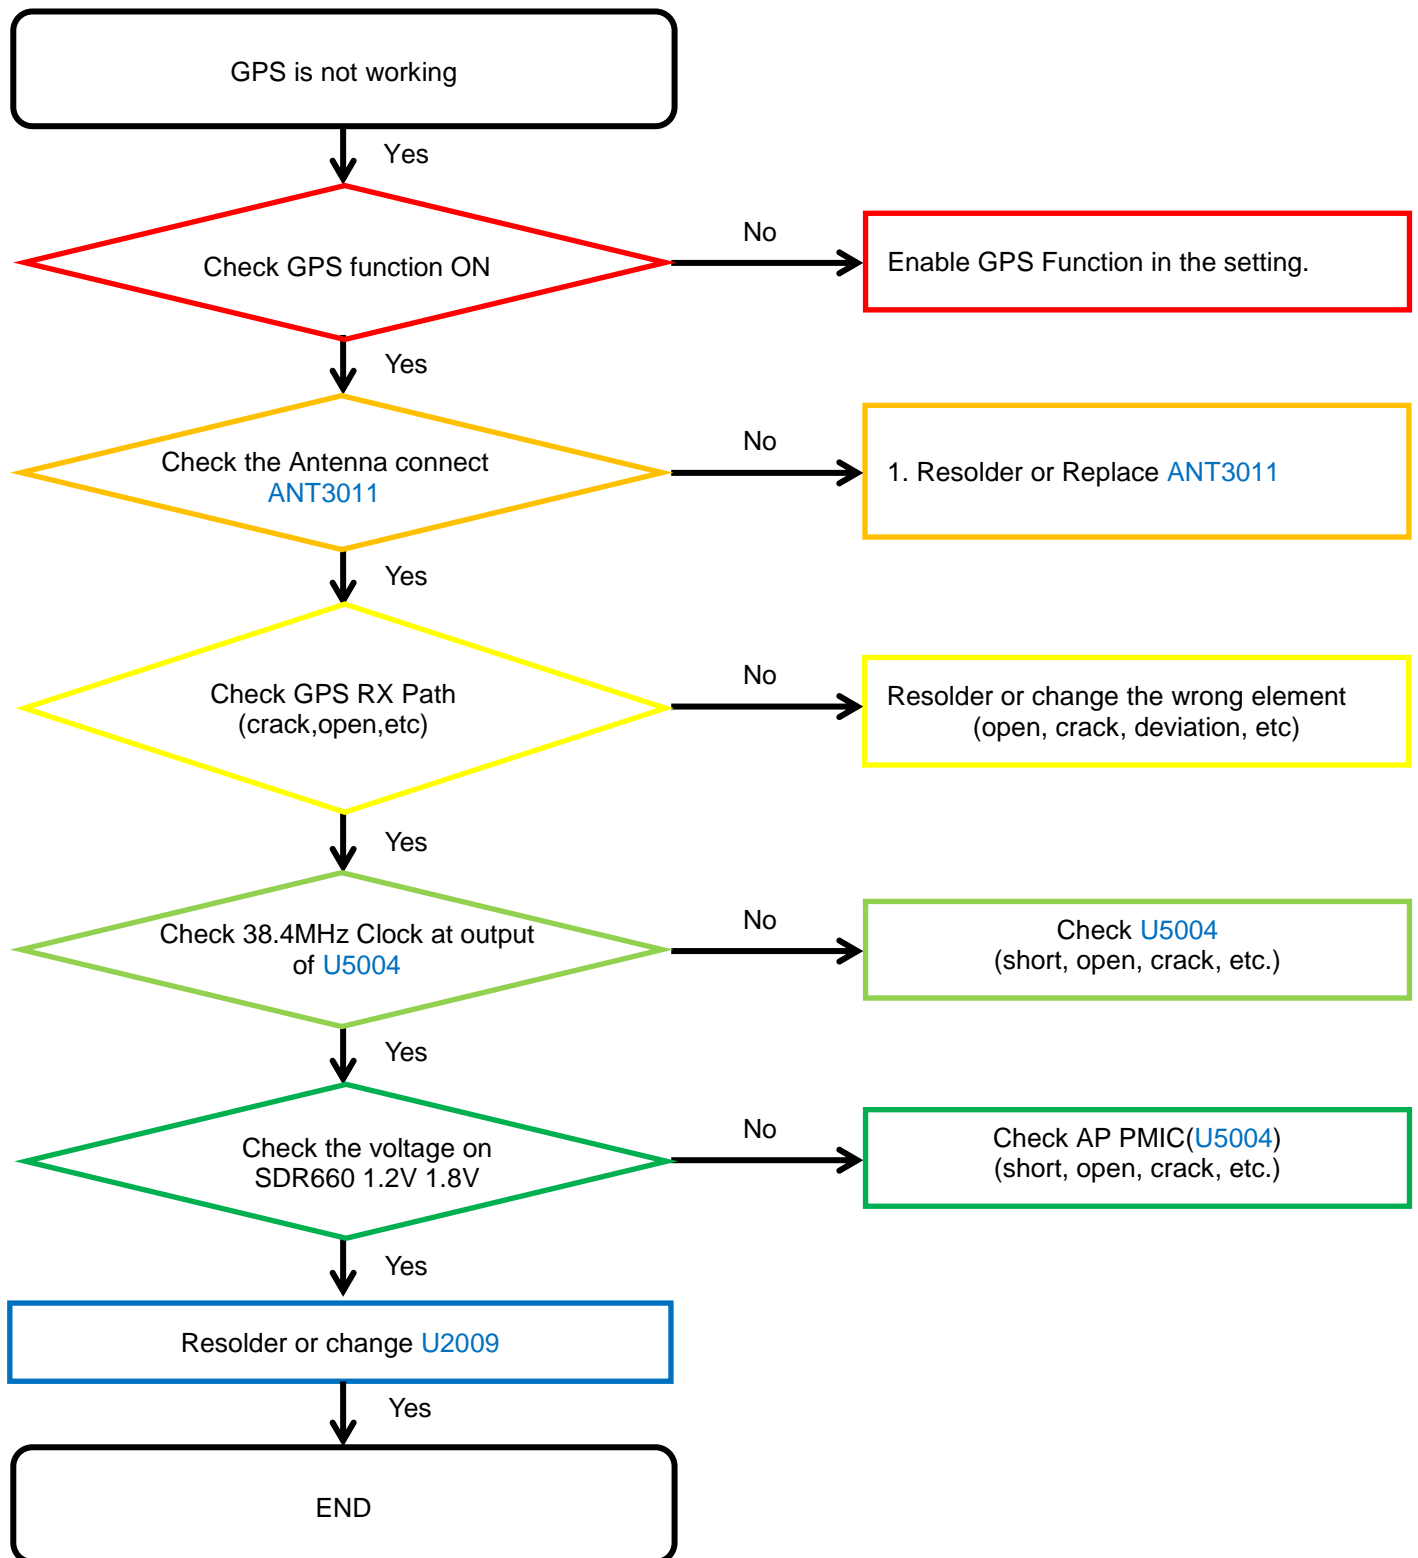 GPS is not working
Yes
Check GPS function ON
No
Enable GPS Function in the setting.
Yes
Check the Antenna connect
ANT3011
No
1. Resolder or Replace ANT3011
Yes
Check GPS RX Path
(crack,open,etc)
No
Resolder or change the wrong element
(open, crack, deviation, etc)
Yes
Check 38.4MHz Clock at output
of U5004
No
Check U5004
(short, open, crack, etc.)
Yes
Check the voltage on
SDR660 1.2V 1.8V
No
Check AP PMIC(U5004)
(short, open, crack, etc.)
Yes
Resolder or change U2009
Yes
END